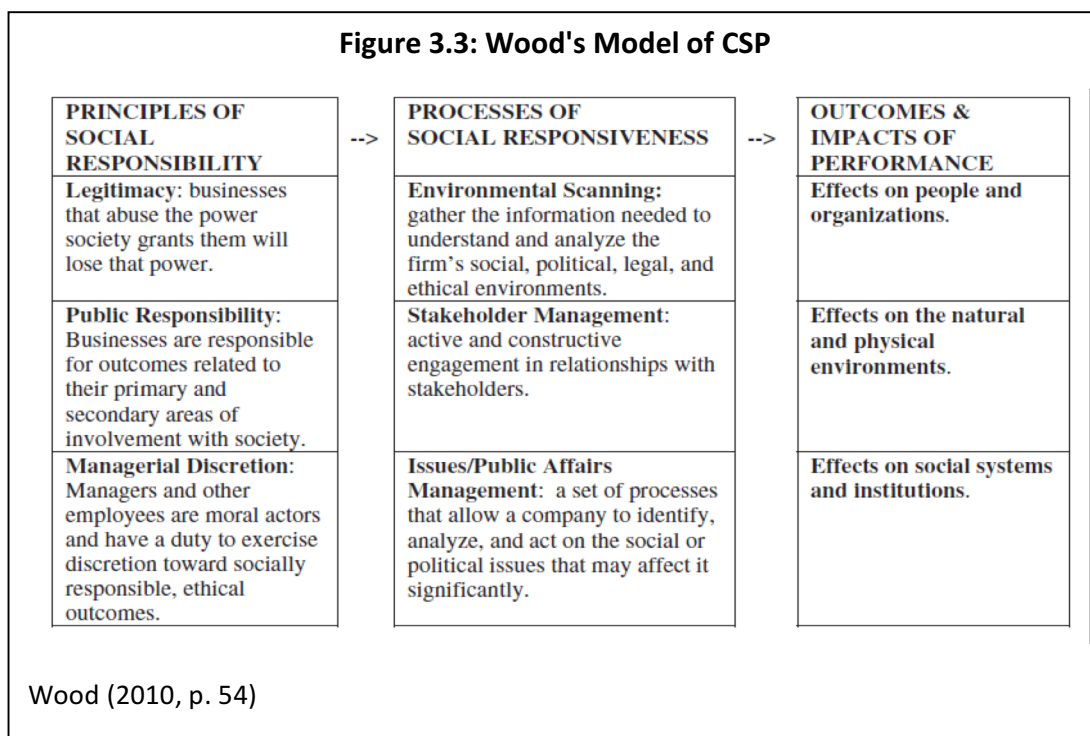 Figure 3.3: Wood's Model of CSP
PRINCIPLES OF
SOCIAL
RESPONSIBILITY
-->
PROCESSES OF
SOCIAL RESPONSIVENESS
-->
OUTCOMES &
IMPACTS OF
PERFORMANCE
Legitimacy: businesses
that abuse the power
society grants them will
lose that power.
Environmental Scanning:
gather the information needed to
understand and analyze the
firm's social, political, legal, and
ethical environments.
Effects on people and
organizations.
Public Responsibility:
Businesses are responsible
for outcomes related to
their primary and
secondary areas of
involvement with society.
Stakeholder Management:
active and constructive
engagement in relationships with
stakeholders.
Effects on the natural
and physical
environments.
Managerial Discretion:
Managers and other
employees are moral actors
and have a duty to exercise
discretion toward socially
responsible, ethical
outcomes.
Issues/Public Affairs
Management: a set of processes
that allow a company to identify,
analyze, and act on the social or
political issues that may affect it
significantly.
Effects on social systems
and institutions.
Wood (2010, p. 54)